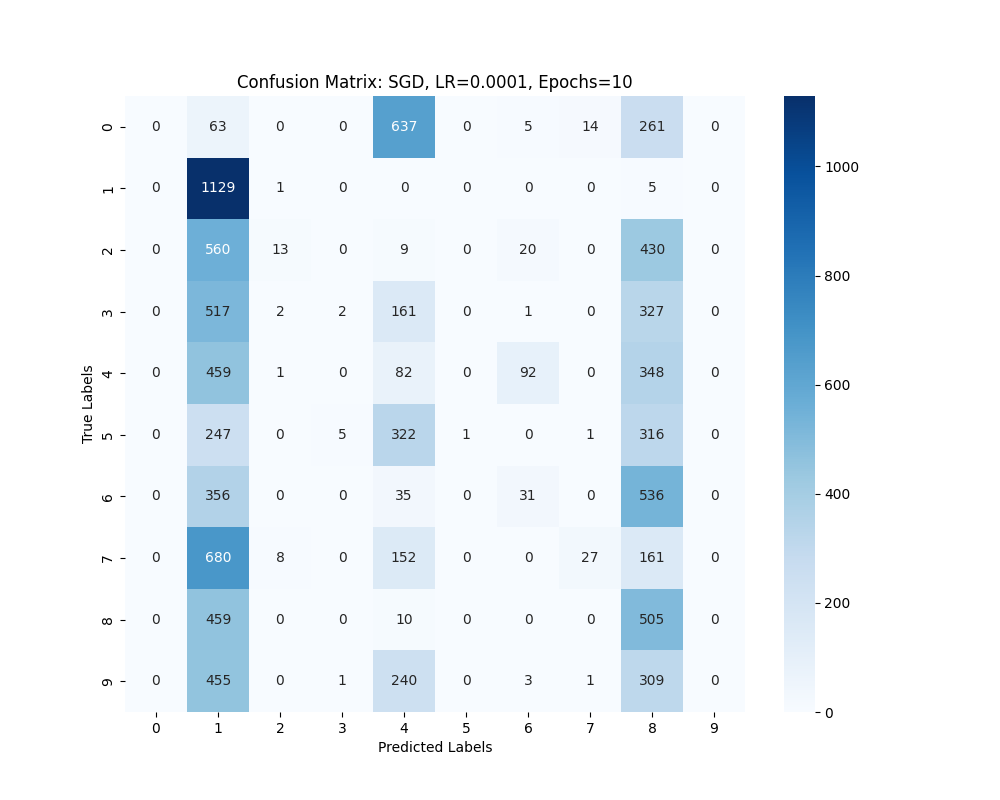 Confusion Matrix: SGD, LR=0.0001, Epochs=10
0 0 63 0 0 637 0 5 14 261 0
1 0 1129 1 0 0 0 0 0 5 0
2 0 560 13 0 9 0 20 0 430 0
3 0 517 2 2 161 0 1 0 327 0
4 0 459 1 0 82 0 92 0 348 0
5 0 247 0 5 322 1 0 1 316 0
6 0 356 0 0 35 0 31 0 536 0
7 0 680 8 0 152 0 0 27 161 0
8 0 459 0 0 10 0 0 0 505 0
9 0 455 0 1 240 0 3 1 309 0
0 1 2 3 4 5 6 7 8 9
Predicted Labels
True Labels
1000
800
600
400
200
0